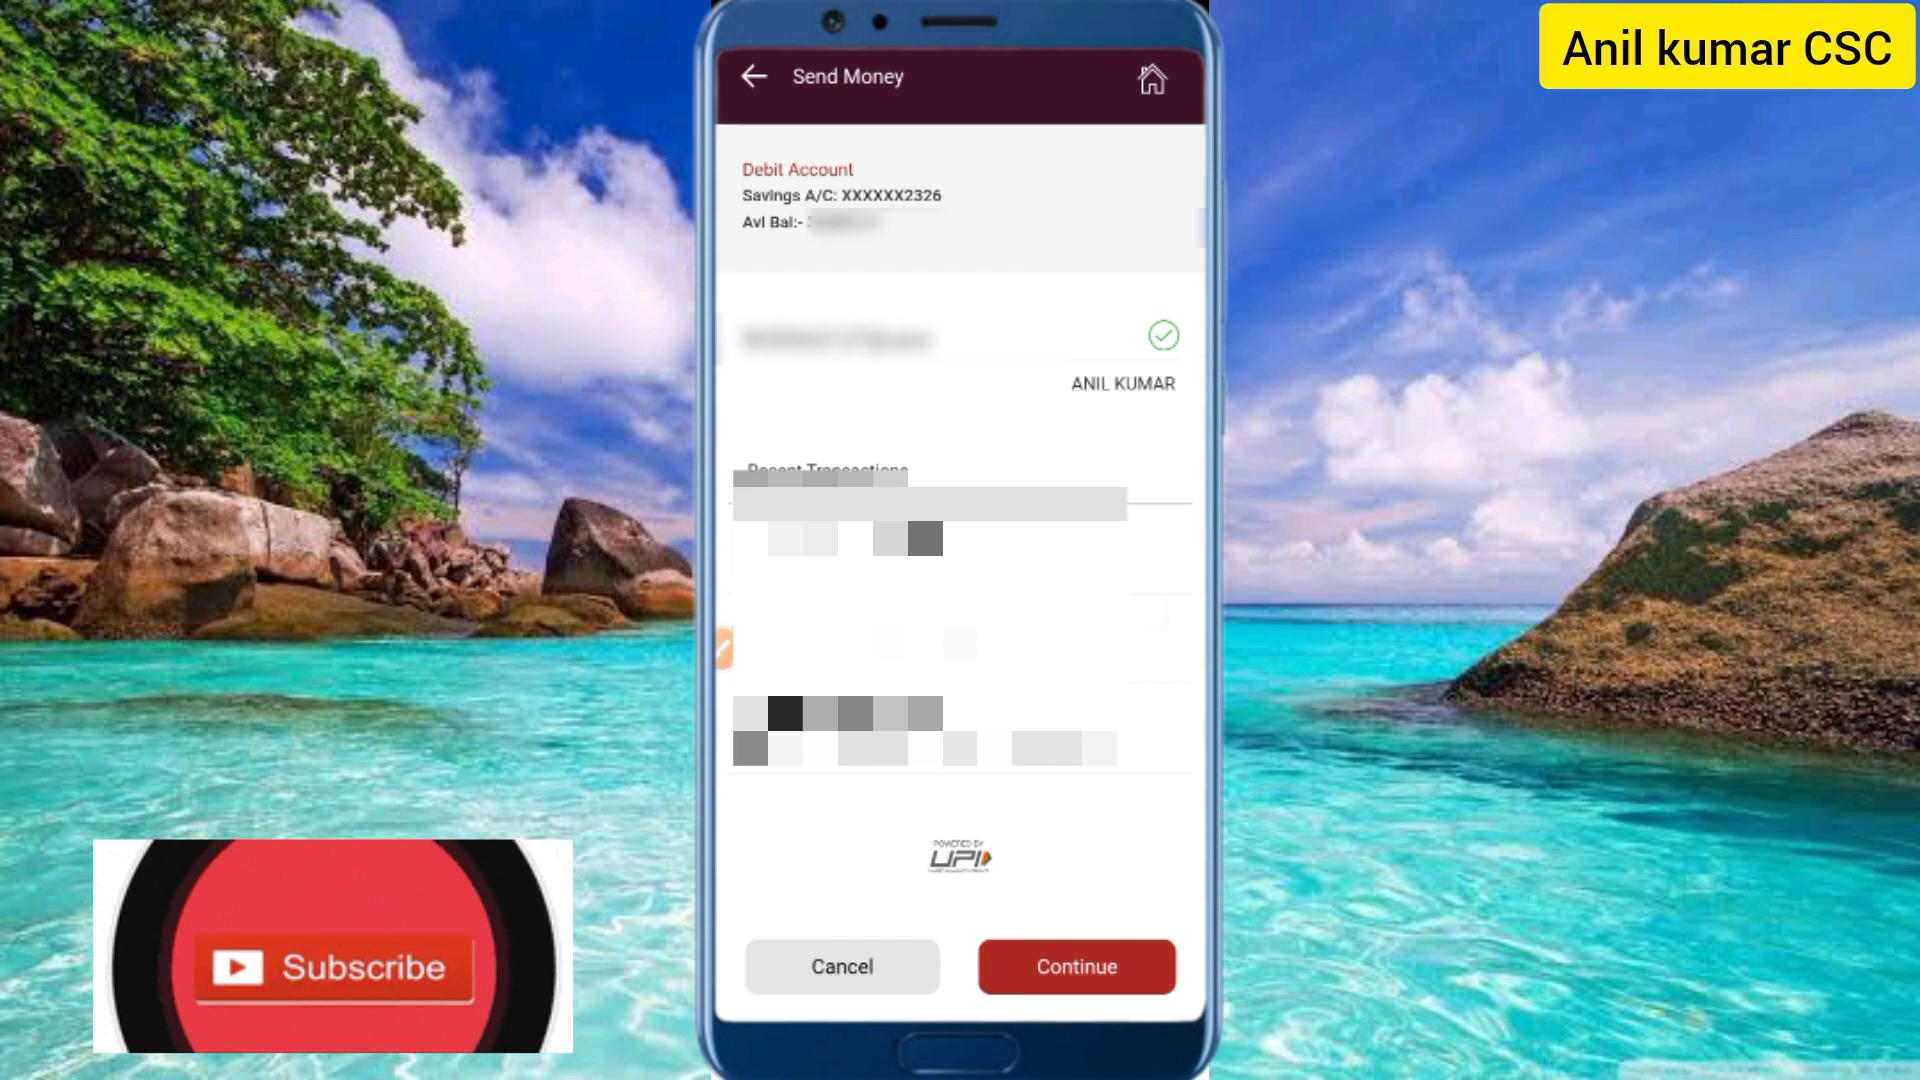 Anil kumar CSC
Send Money
Debit Account
Savings A/C: XXXXXX2326
Avl Bal:-
ANIL KUMAR
Recent Transactions
POWERED BY
UPI
Cancel
Continue
Subscribe